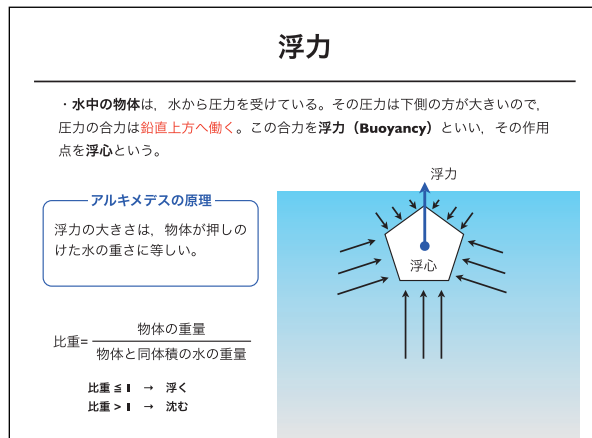 浮力
・水中の物体は，水から圧力を受けている。その圧力は下側の方が大きいので，
圧力の合力は鉛直上方へ働く。この合力を浮力（Buoyancy）といい，その作用
点を浮心という。
アルキメデスの原理
浮力の大きさは，物体が押しの
けた水の重さに等しい。
浮力
浮心
比重=
物体の重量
物体と同体積の水の重量
比重 ≦ 1 → 浮く
比重 > 1 → 沈む